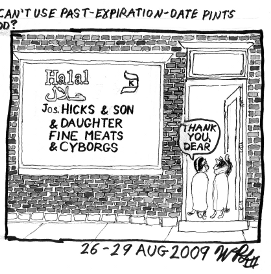 CAN'T USE PAST-EXPIRATION-DATE PINTS
OD?
Halal
حلال
K
Jos. HICKS & SON
& DAUGHTER
FINE MEATS
& CYBORGS
THANK
YOU,
DEAR
26-29 AUG 2009